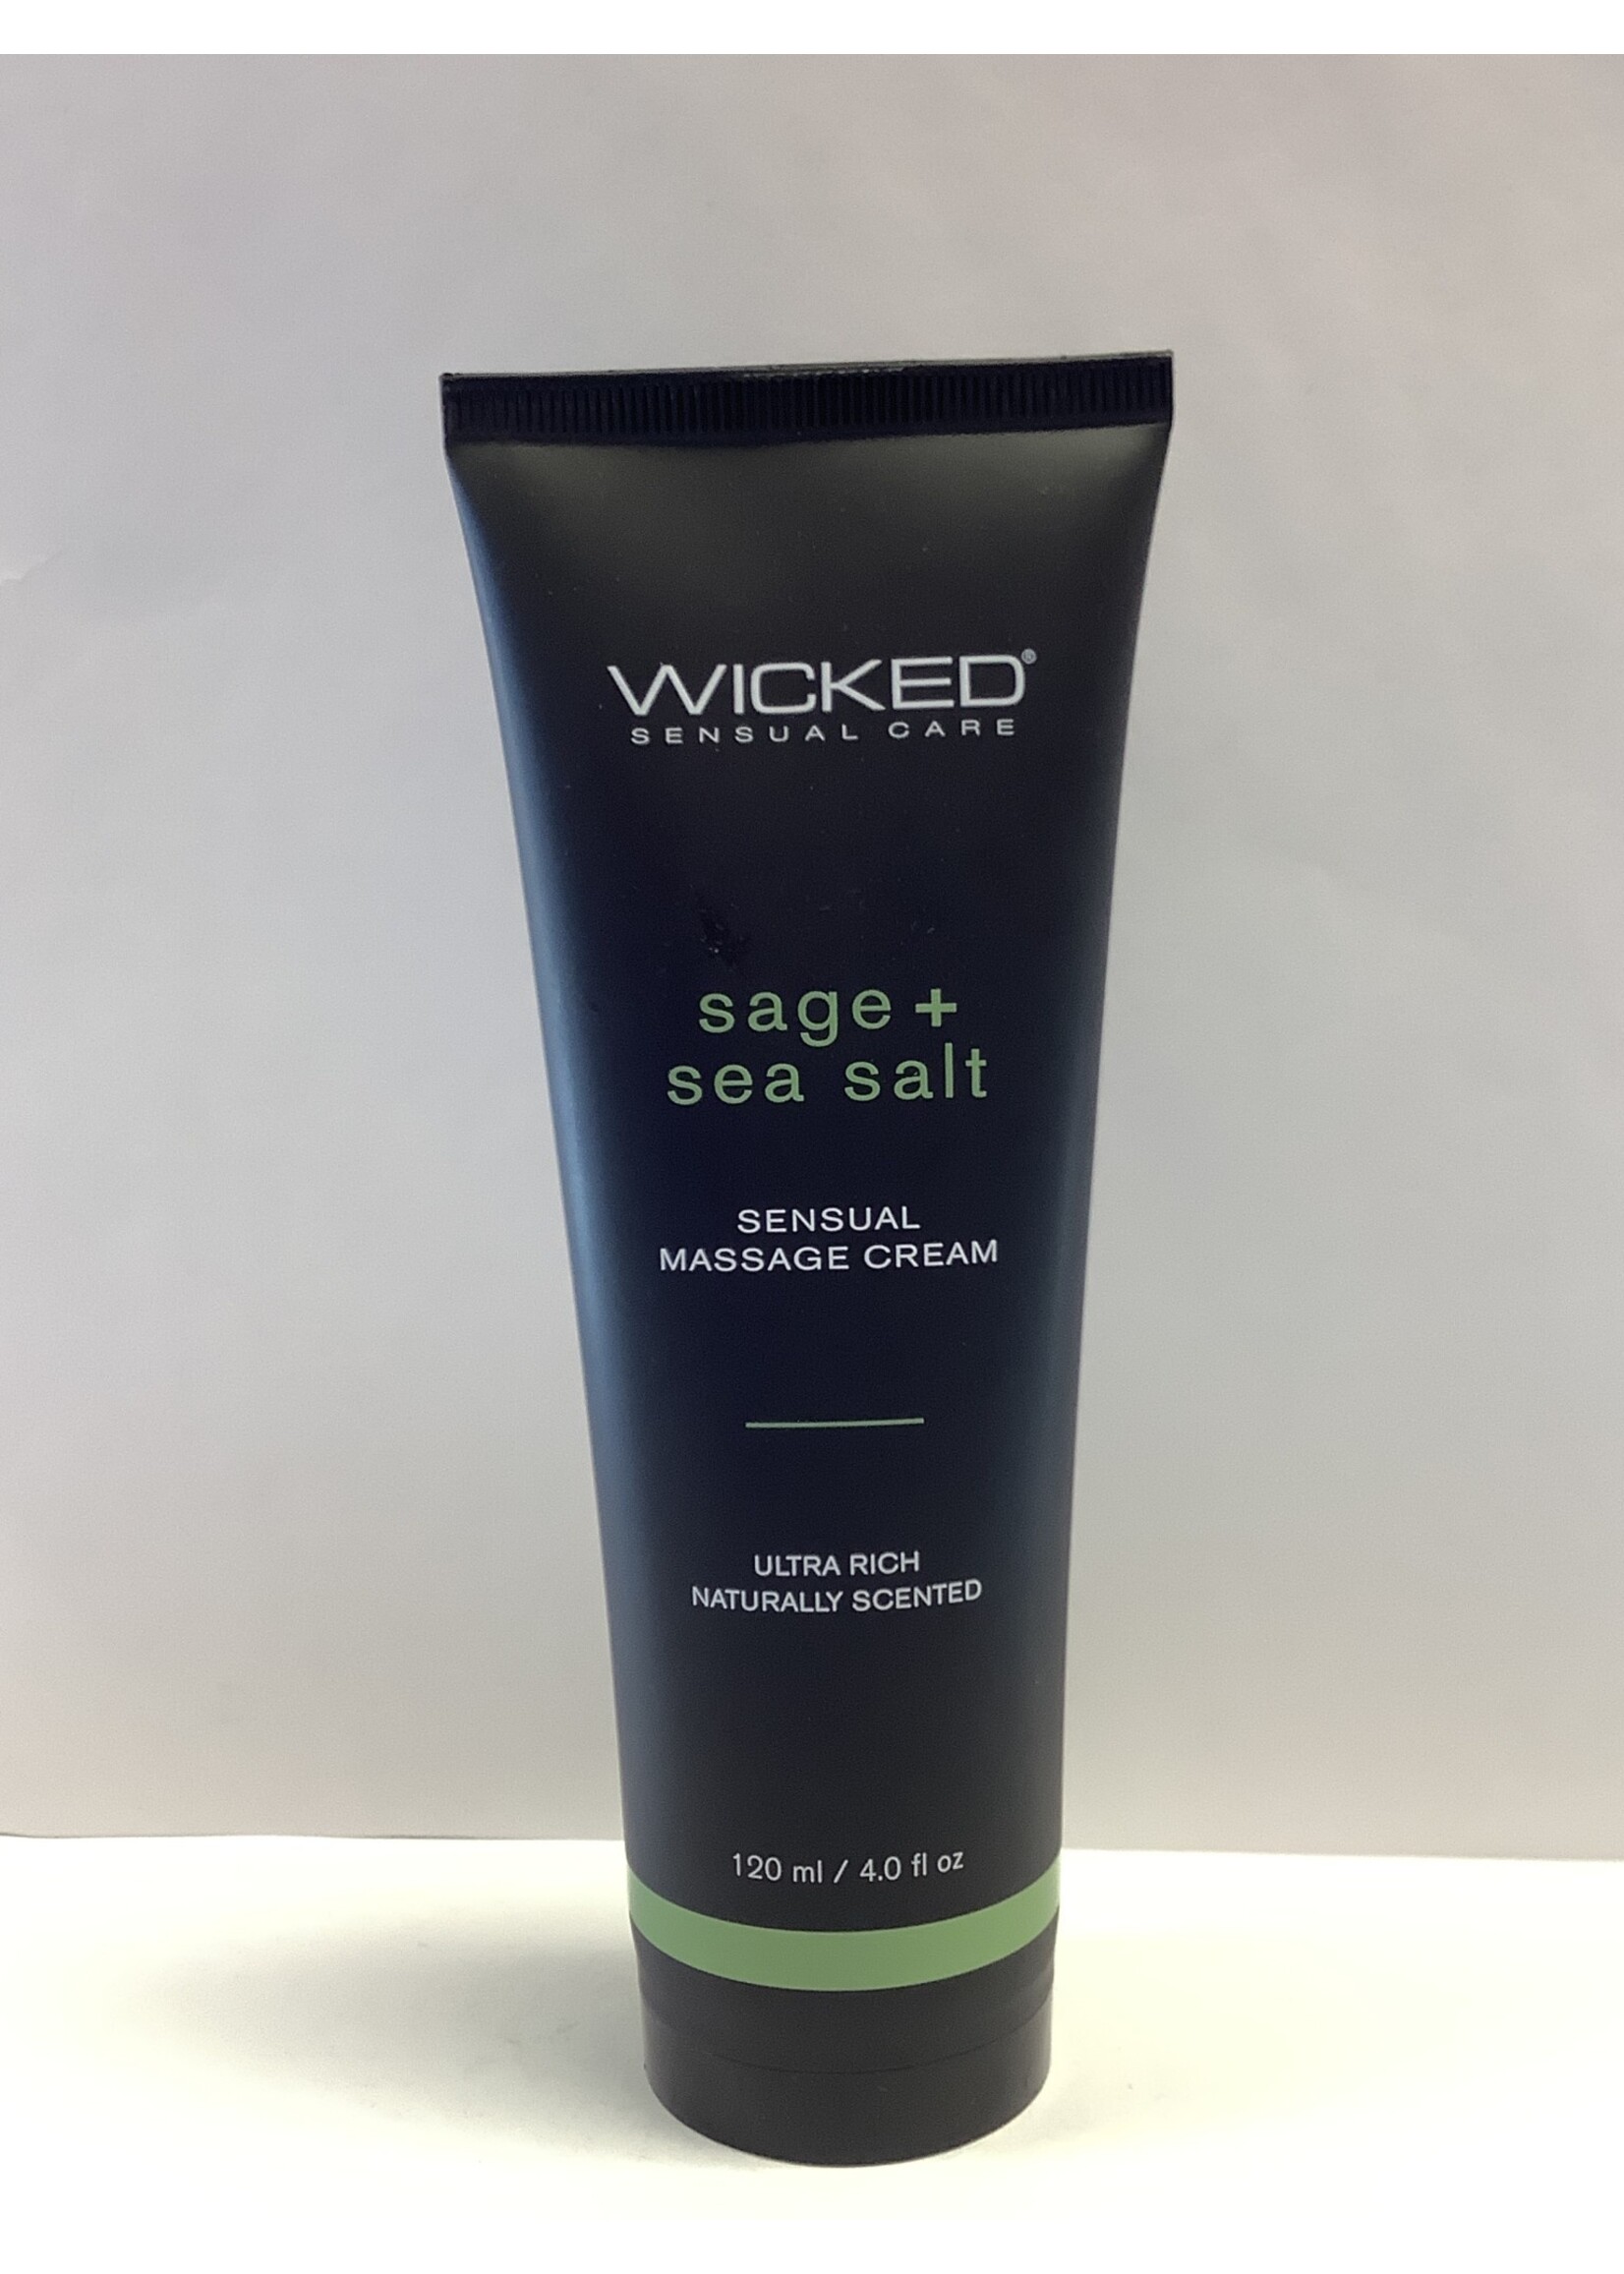 WICKED®
SENSUAL CARE
sage +
sea salt
SENSUAL
MASSAGE CREAM
ULTRA RICH
NATURALLY SCENTED
120 ml / 4.0 fl oz